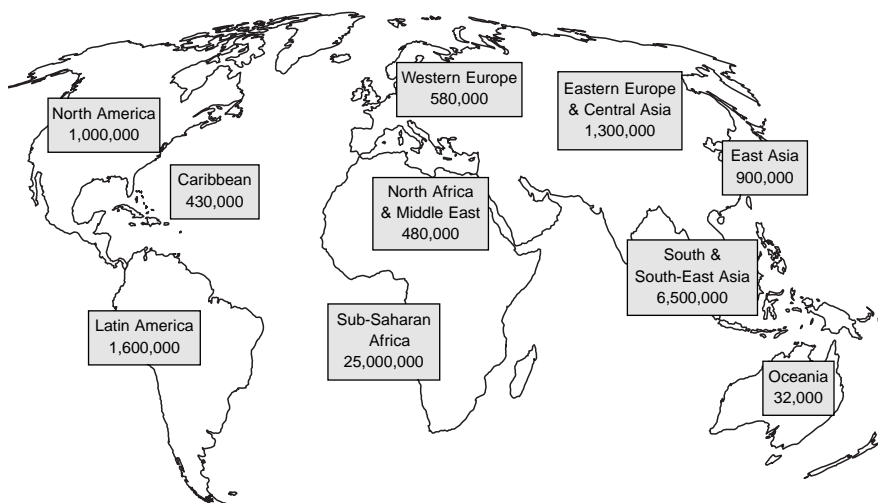 Western Europe
580,000
Eastern Europe
& Central Asia
1,300,000
North America
1,000,000
East Asia
900,000
Caribbean
430,000
North Africa
& Middle East
480,000
South &
South-East Asia
6,500,000
Latin America
1,600,000
Sub-Saharan
Africa
25,000,000
Oceania
32,000